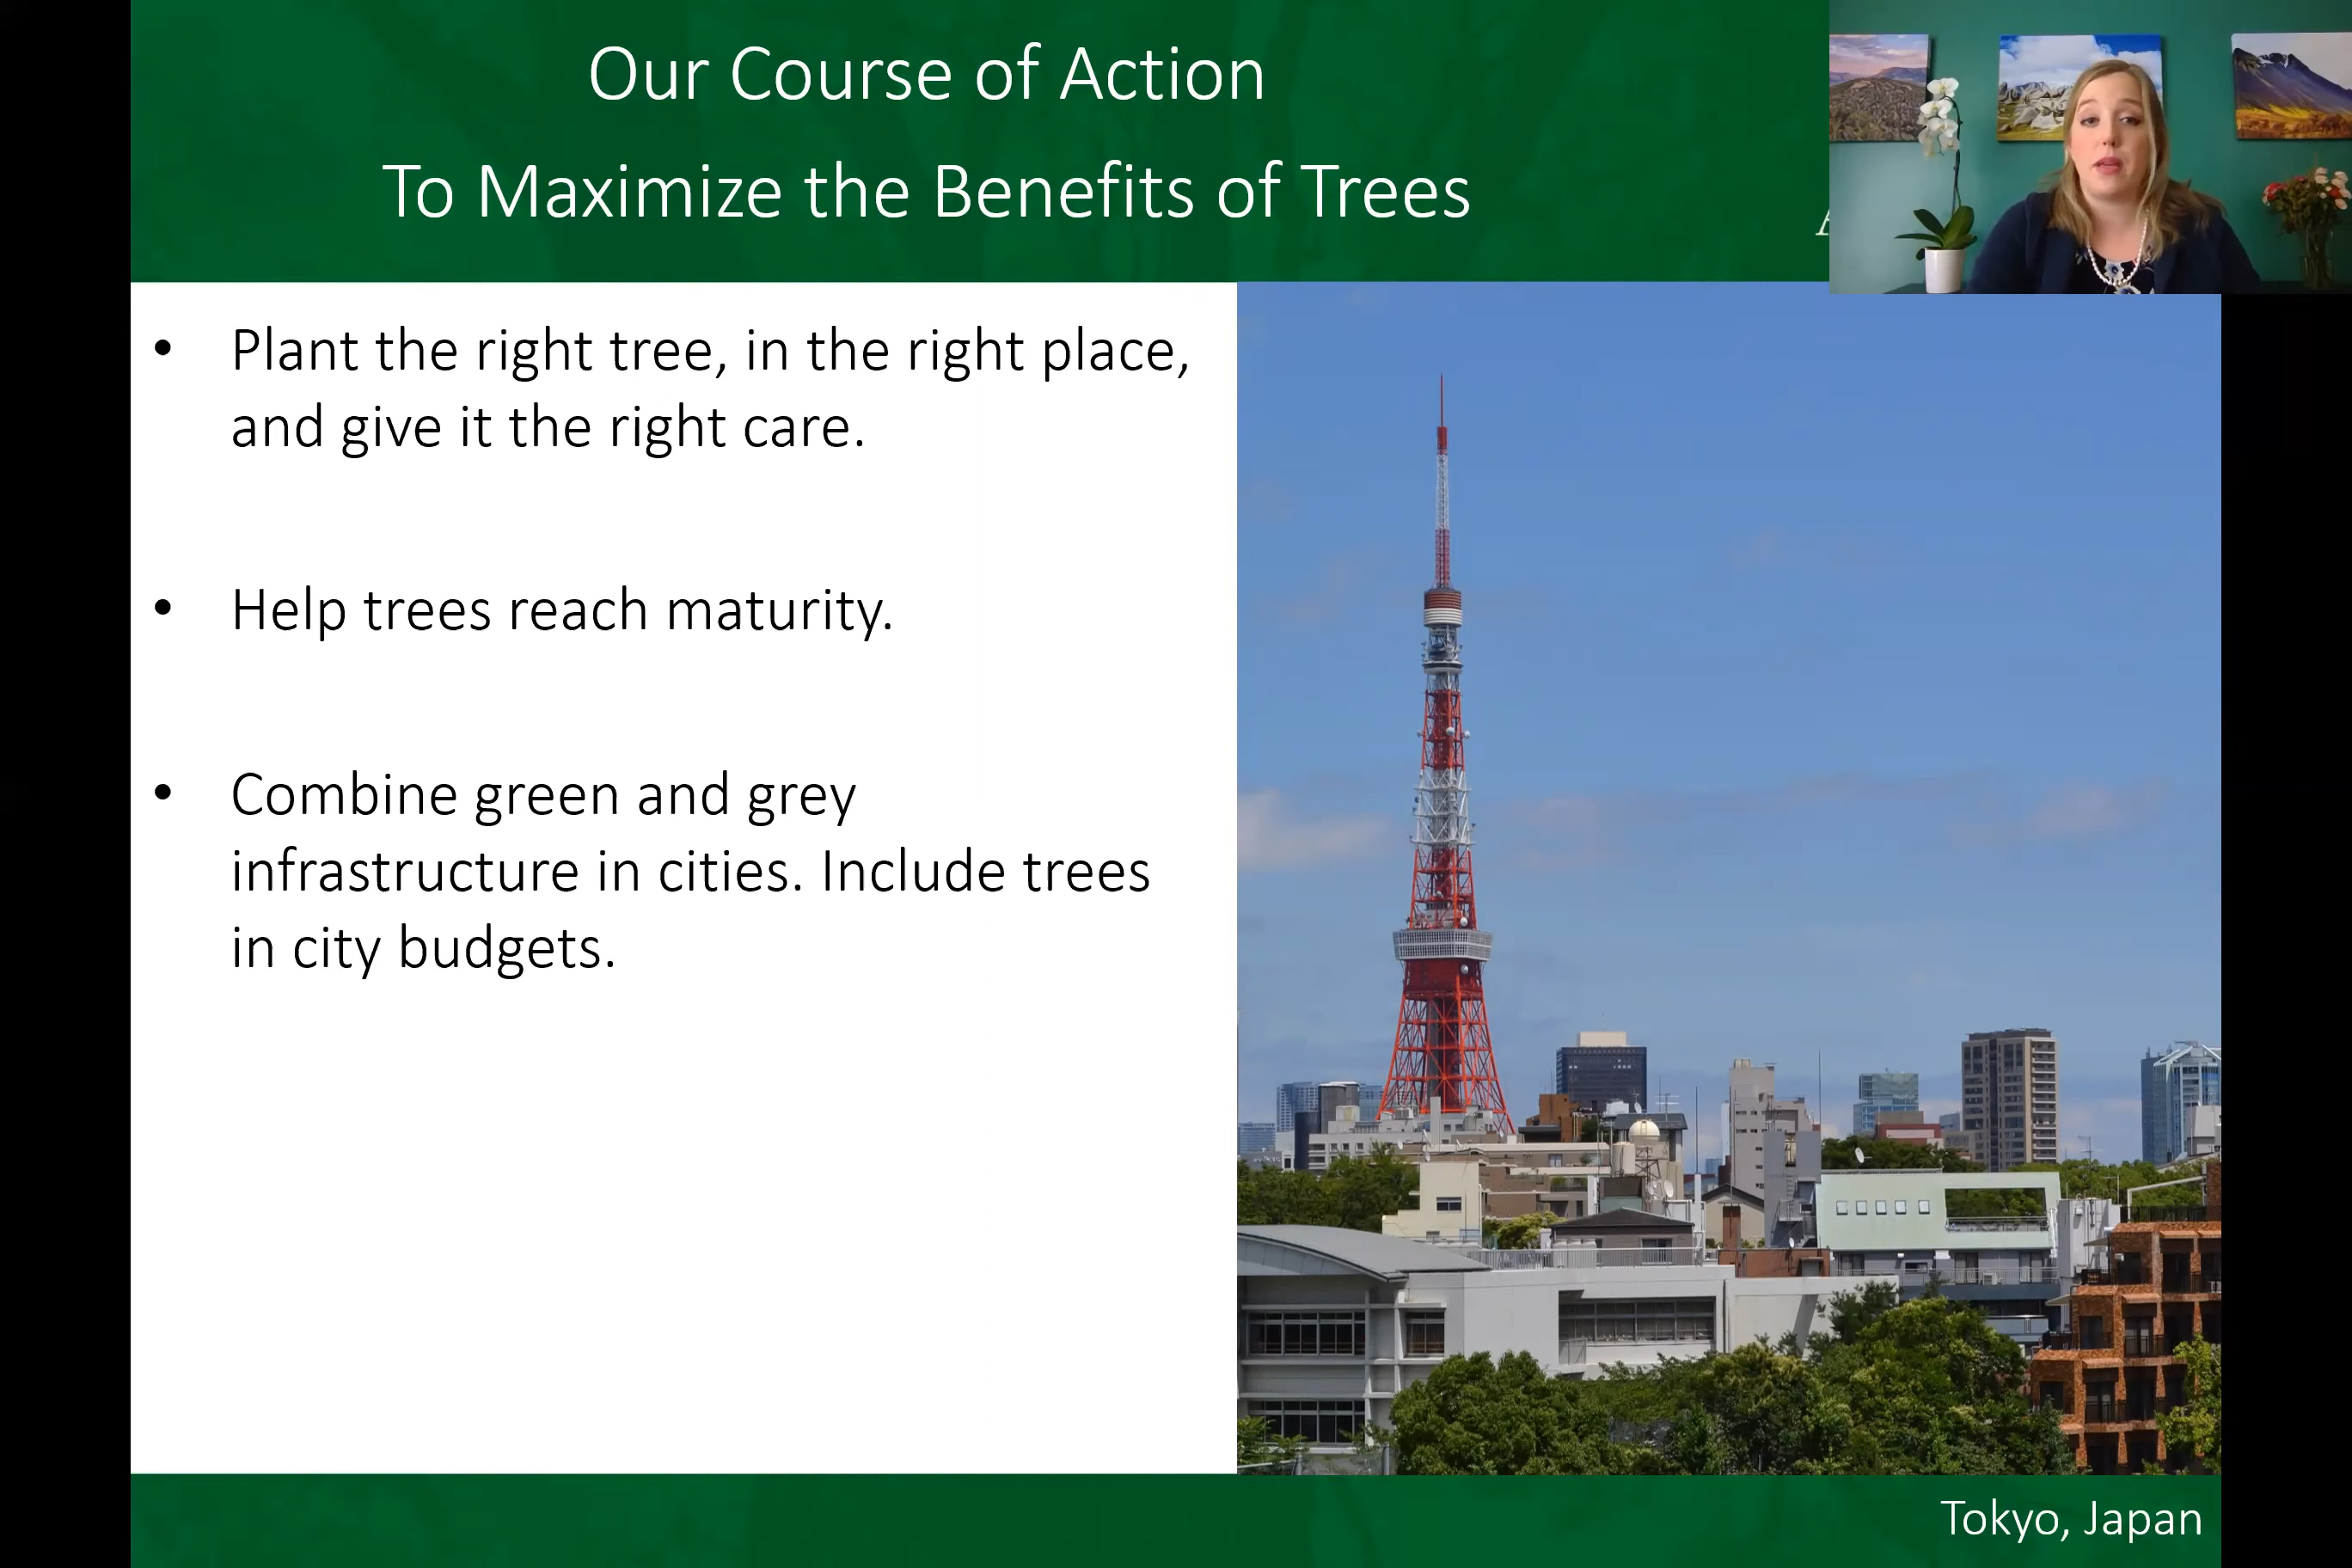 Our Course of Action
To Maximize the Benefits of Trees
• Plant the right tree, in the right place,
and give it the right care.
• Help trees reach maturity.
• Combine green and grey
infrastructure in cities. Include trees
in city budgets.
Tokyo, Japan